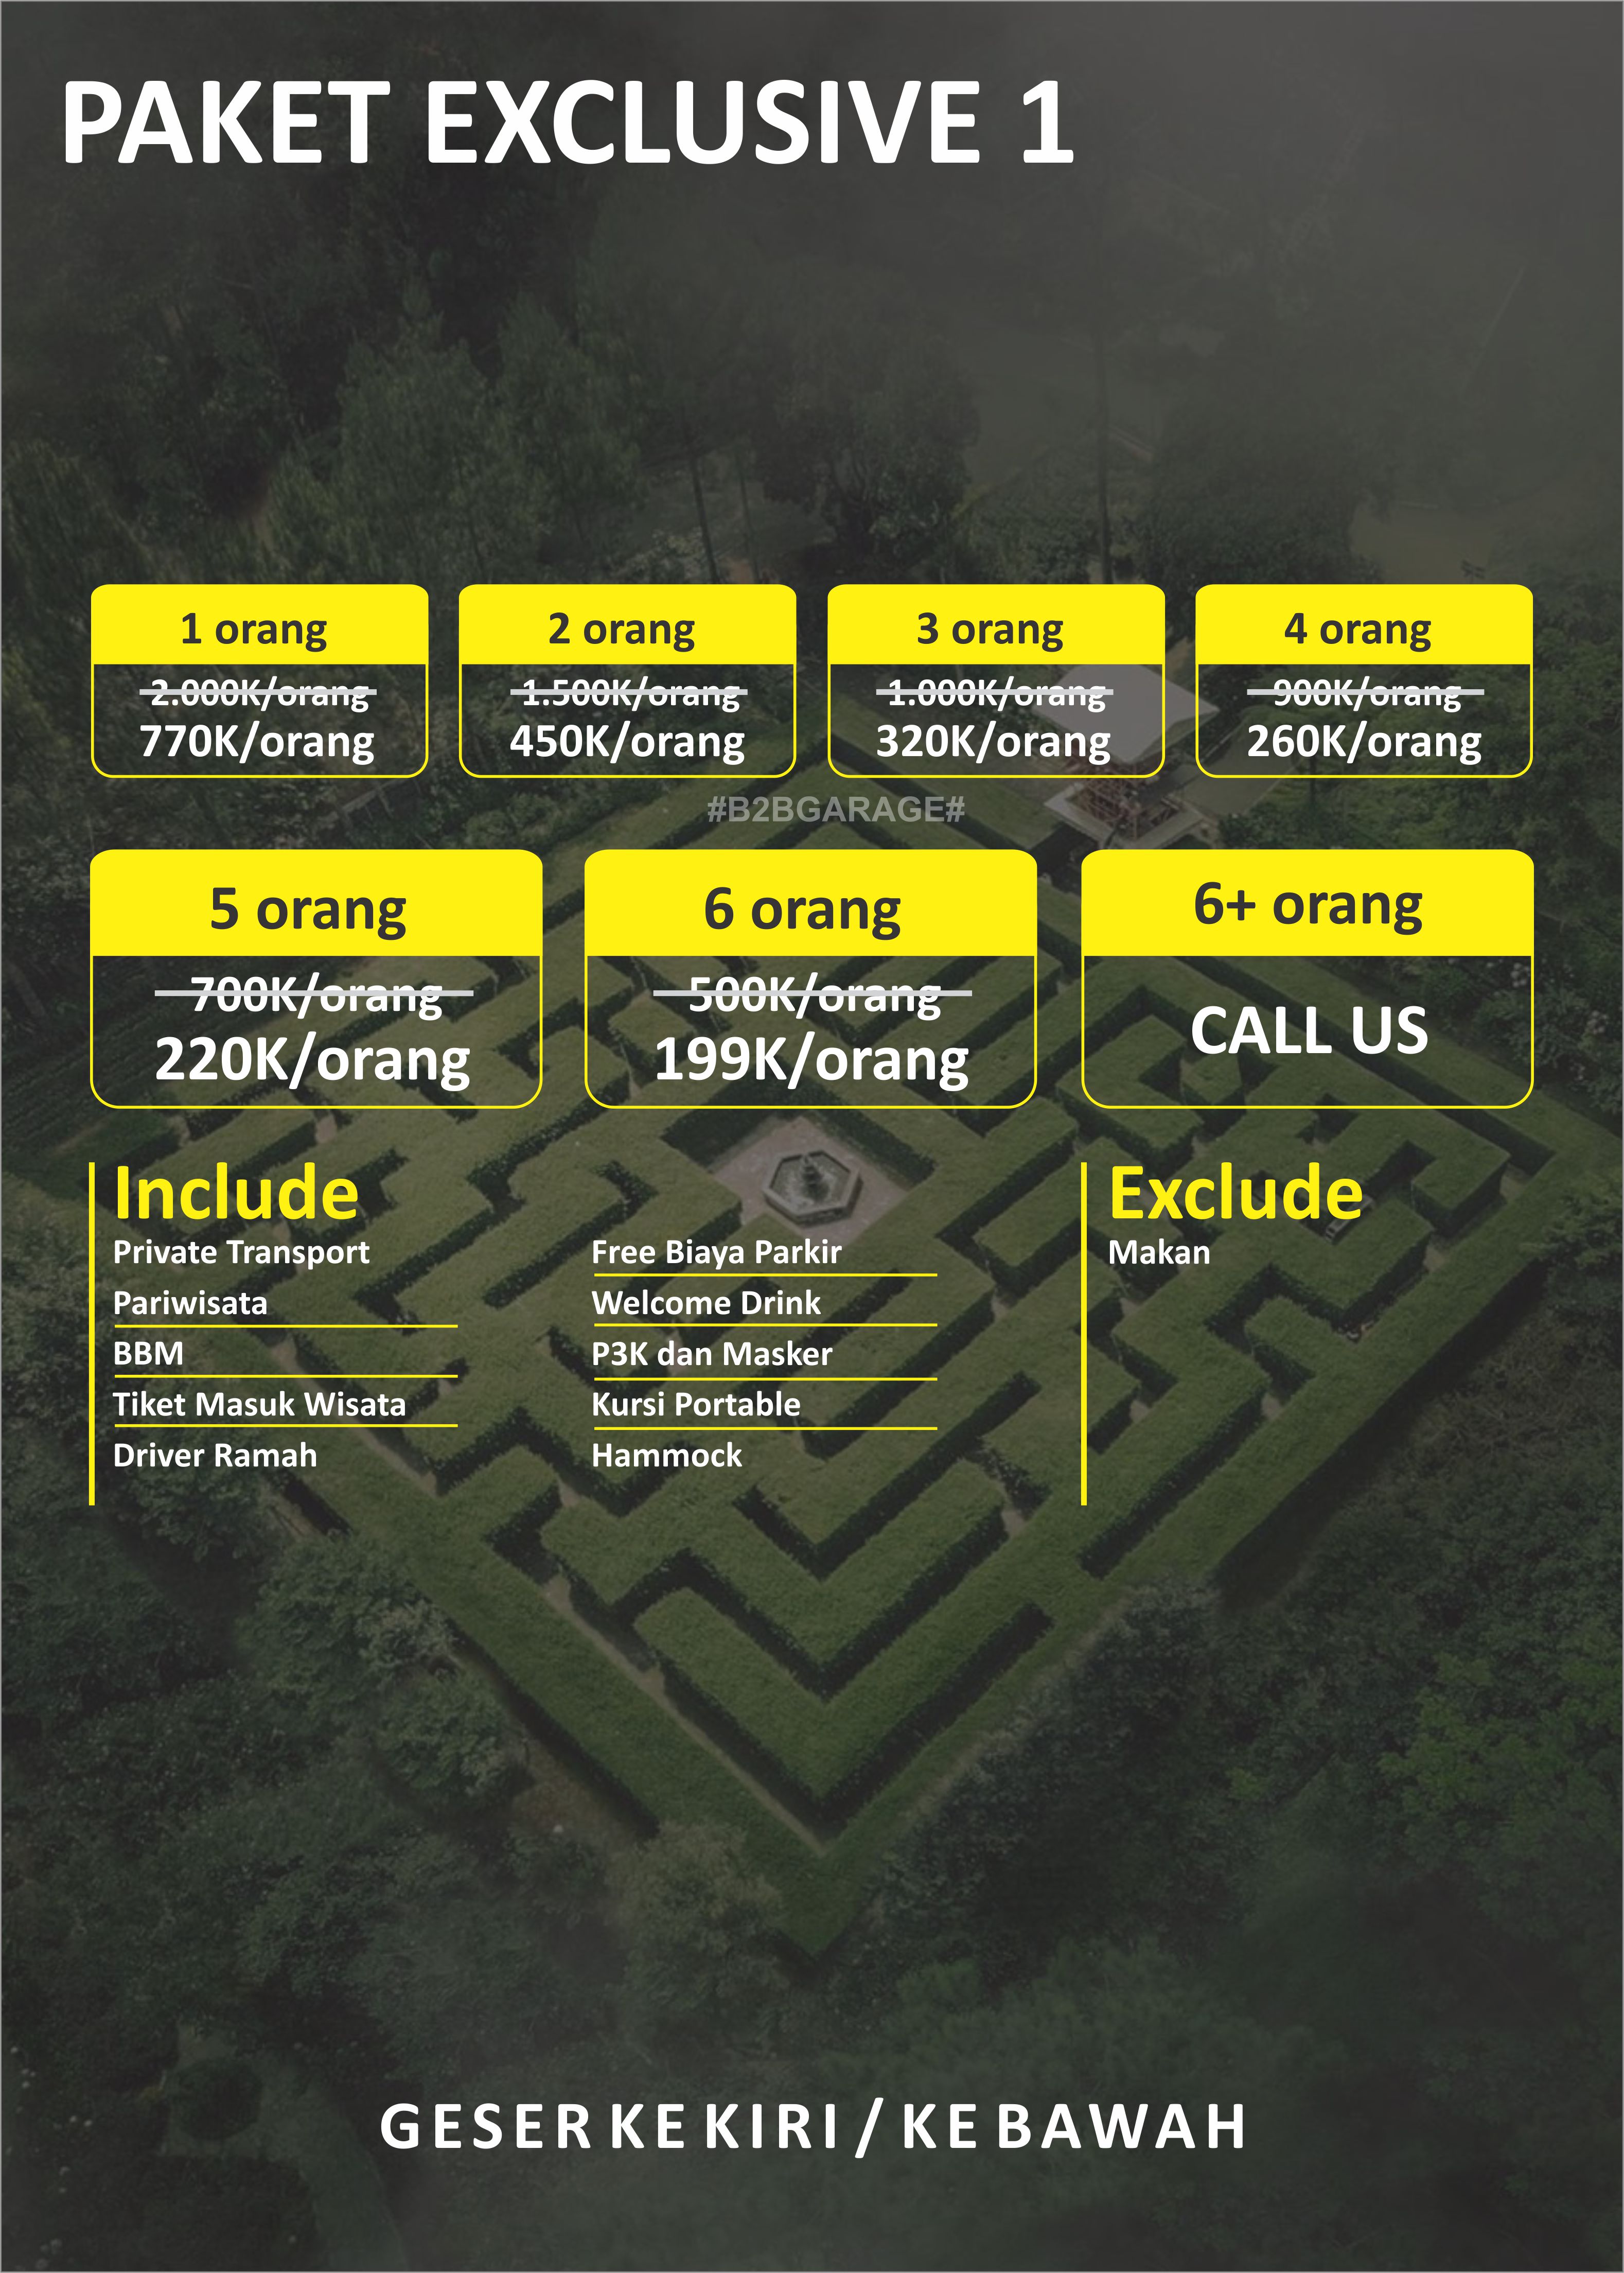 PAKET EXCLUSIVE 1
1 orang
2.000K/orang
770K/orang
2 orang
1.500K/orang
450K/orang
3 orang
1.000K/orang
320K/orang
4 orang
900K/orang
260K/orang
#B2BGARAGE#
5 orang
700K/orang
220K/orang
6 orang
500K/orang
199K/orang
6+ orang
CALL US
Include
Private Transport
Pariwisata
BBM
Tiket Masuk Wisata
Driver Ramah
Free Biaya Parkir
Welcome Drink
P3K dan Masker
Kursi Portable
Hammock
Exclude
Makan
GESER KE KIRI / KE BAWAH